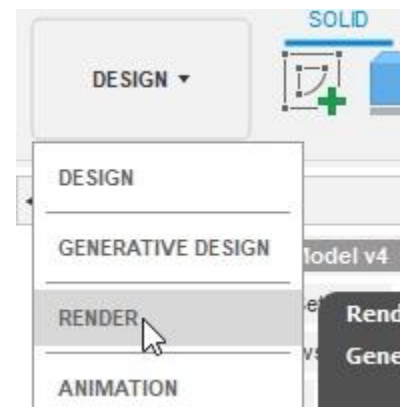 SOLID
DESIGN
DESIGN
GENERATIVE DESIGN
Model v4
RENDER
Rend
Gene
ANIMATION